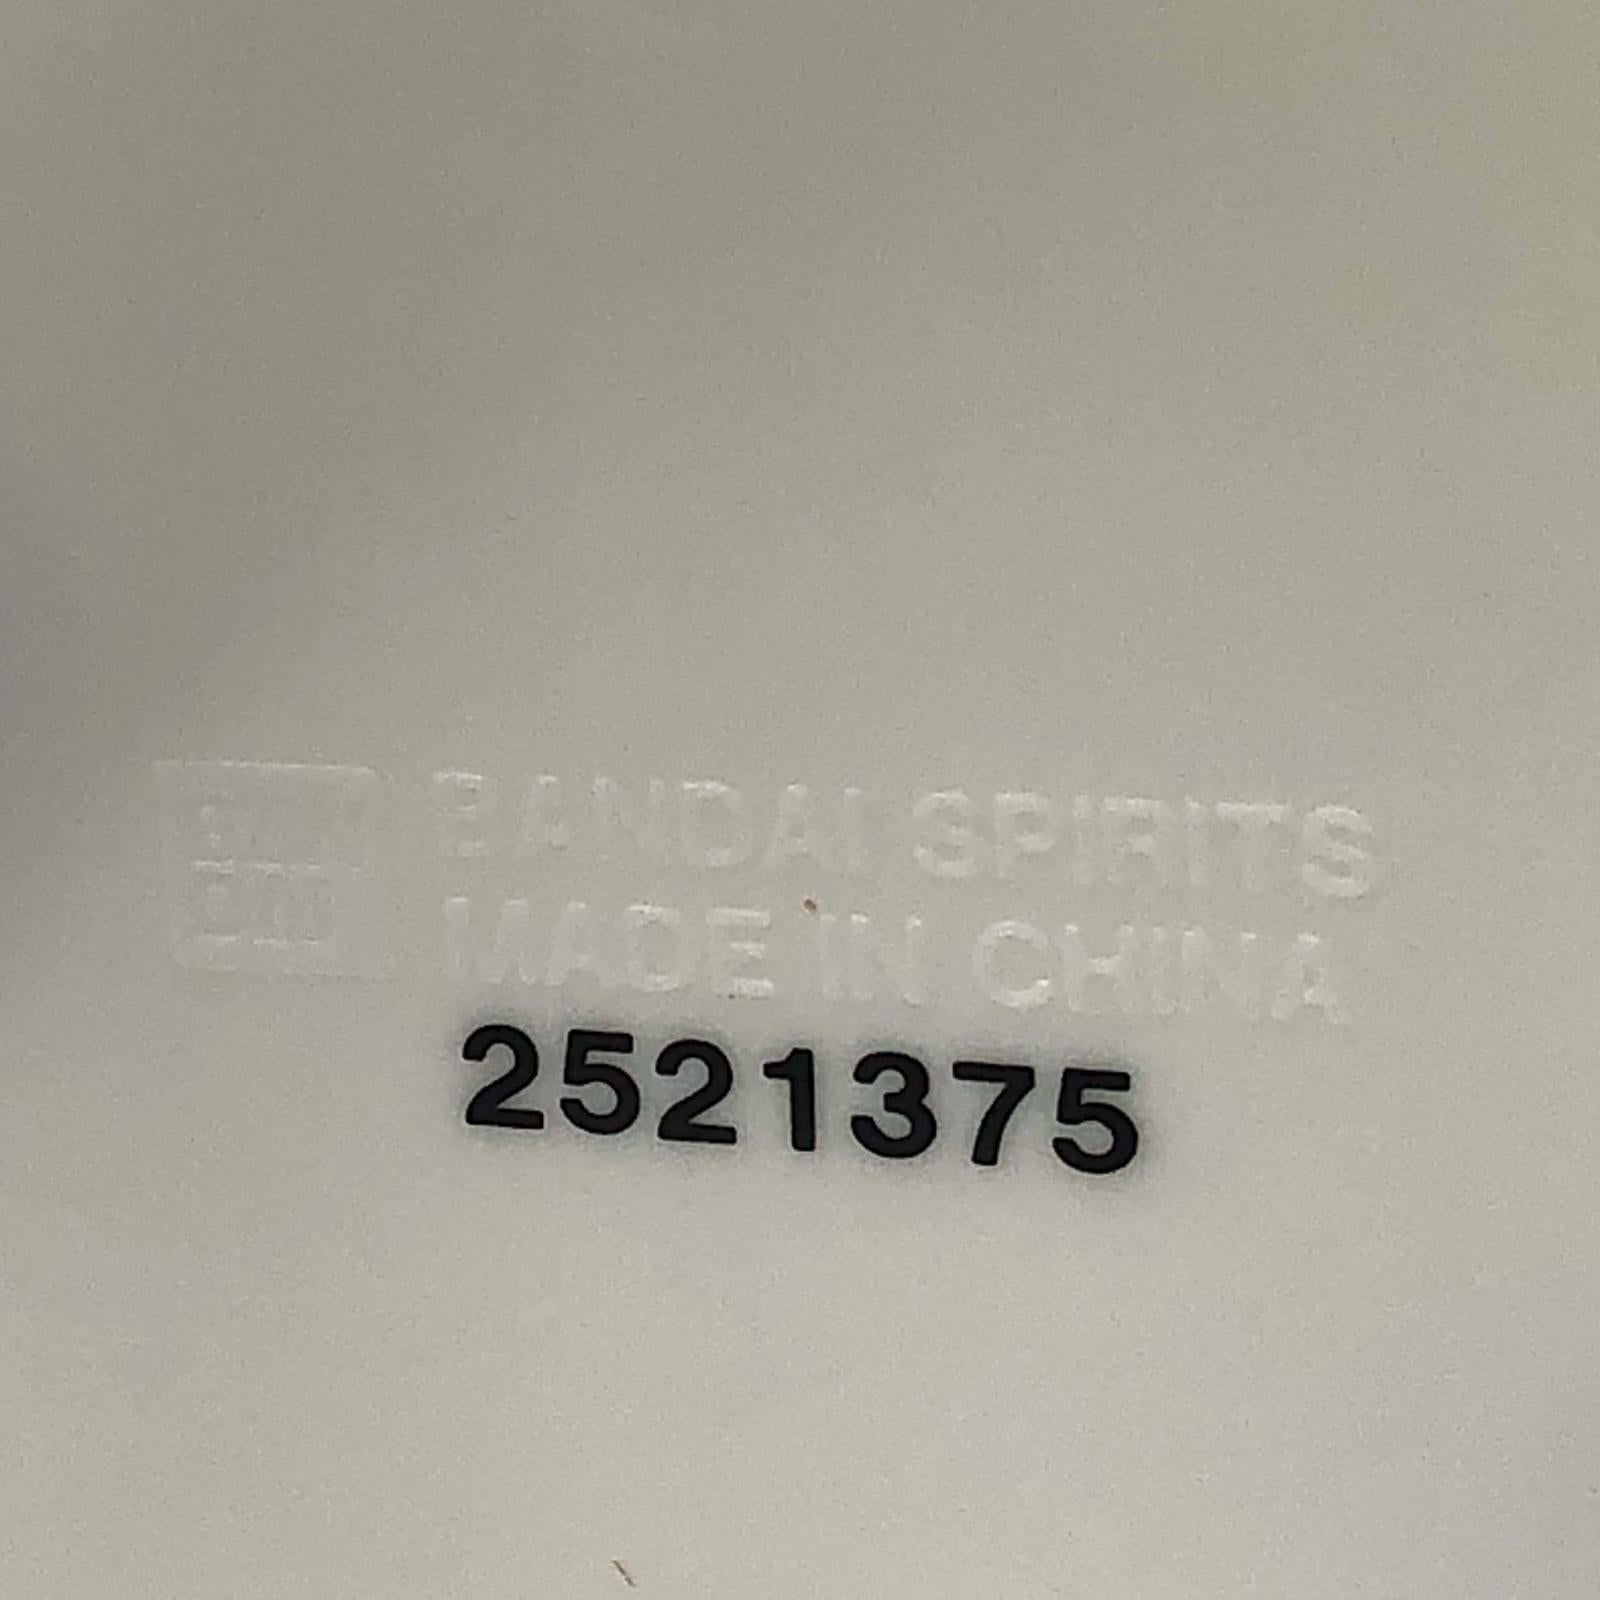 BANDAI SPIRITS
MADE IN CHINA
2521375